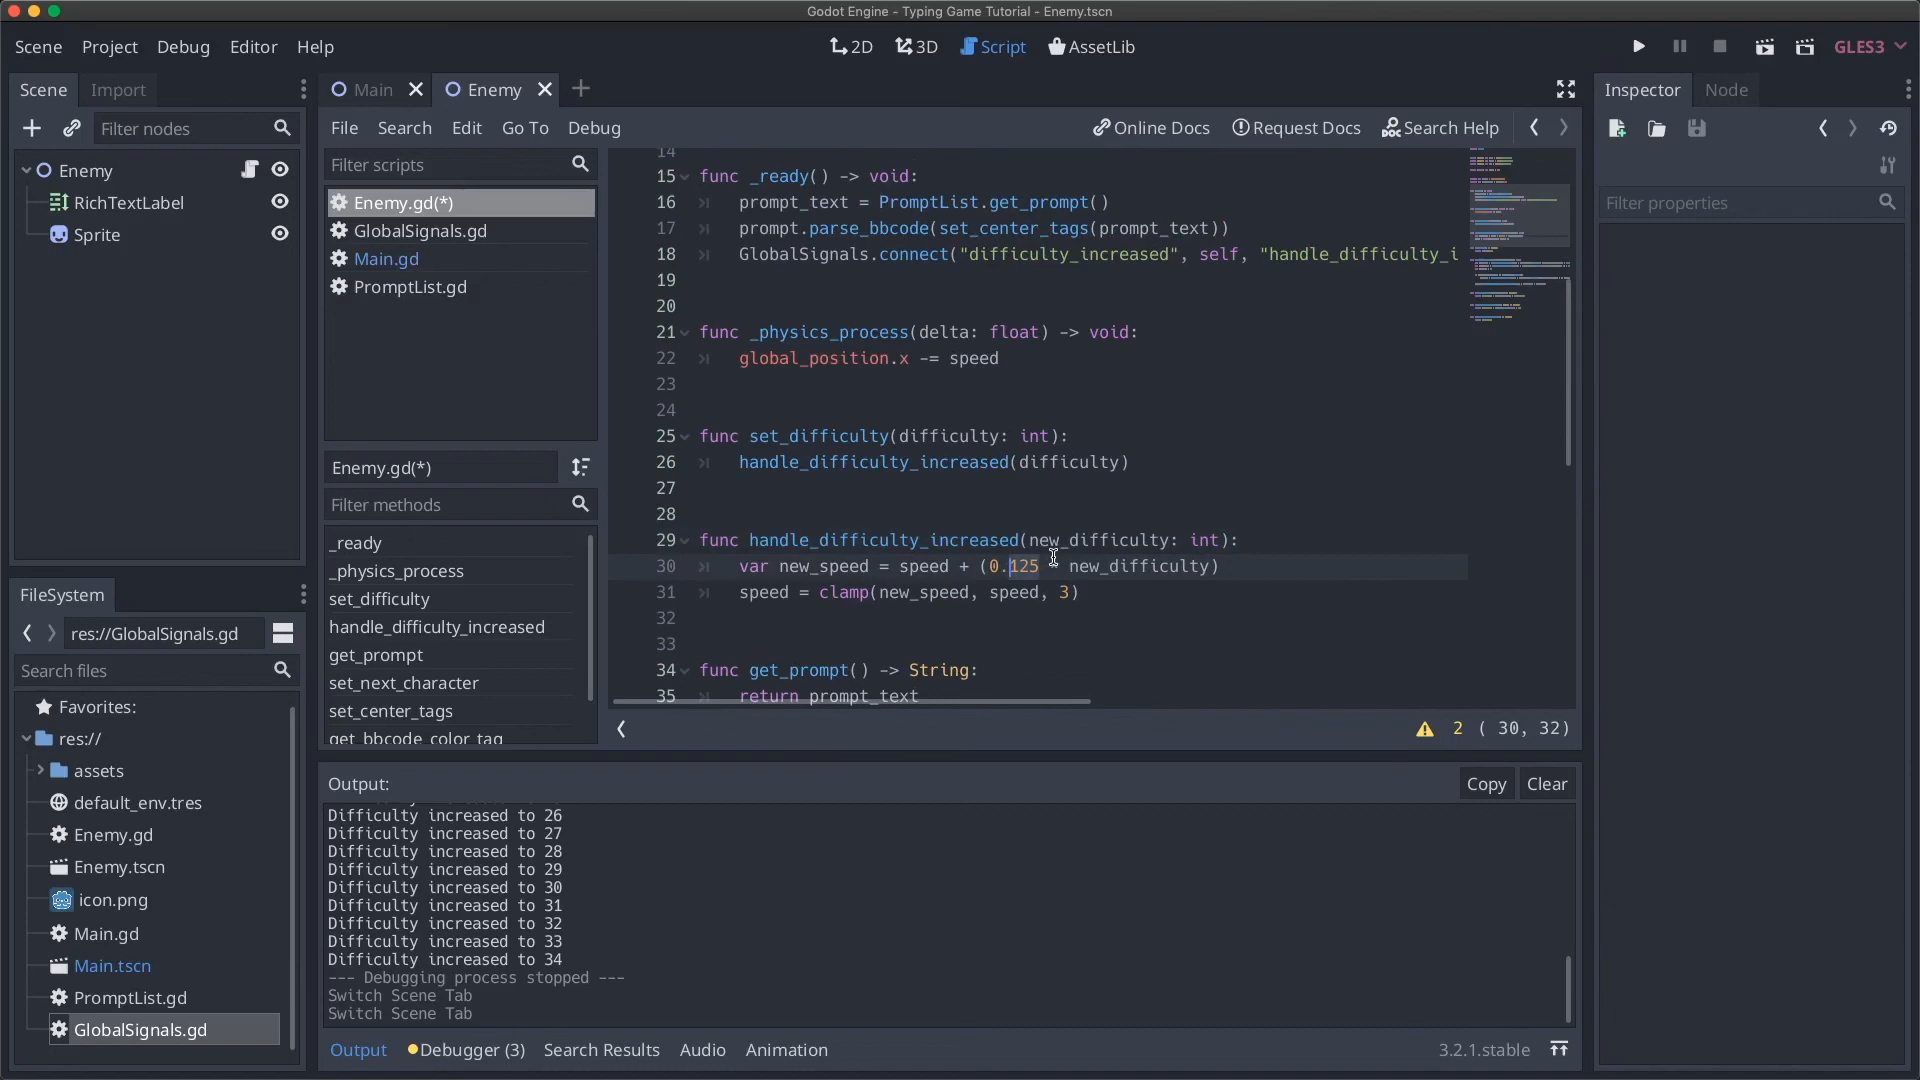 Godot Engine - Typing Game Tutorial - Enemy.tscn
Scene Project Debug Editor Help
2D 3D Script AssetLib
GLES3
Scene Import
Filter nodes
Enemy
RichTextLabel
Sprite
FileSystem
res://GlobalSignals.gd
Search files
Favorites:
res://
assets
default_env.tres
Enemy.gd
Enemy.tscn
icon.png
Main.gd
Main.tscn
PromptList.gd
GlobalSignals.gd
Main Enemy
File Search Edit Go To Debug
Online Docs Request Docs Search Help
Filter scripts
Enemy.gd(*)
GlobalSignals.gd
Main.gd
PromptList.gd
Enemy.gd(*)
Filter methods
_ready
_physics_process
set_difficulty
handle_difficulty_increased
get_prompt
set_next_character
set_center_tags
get_bbcode_color_tag
14
15 func _ready() -> void:
16 prompt_text = PromptList.get_prompt()
17 prompt.parse_bbcode(set_center_tags(prompt_text))
18 GlobalSignals.connect("difficulty_increased", self, "handle_difficulty_i
19
20
21 func _physics_process(delta: float) -> void:
22 global_position.x -= speed
23
24
25 func set_difficulty(difficulty: int):
26 handle_difficulty_increased(difficulty)
27
28
29 func handle_difficulty_increased(new_difficulty: int):
30 var new_speed = speed + (0.125 * new_difficulty)
31 speed = clamp(new_speed, speed, 3)
32
33
34 func get_prompt() -> String:
35 return prompt_text
2 ( 30, 32)
Output:
Copy Clear
Difficulty increased to 26
Difficulty increased to 27
Difficulty increased to 28
Difficulty increased to 29
Difficulty increased to 30
Difficulty increased to 31
Difficulty increased to 32
Difficulty increased to 33
Difficulty increased to 34
--- Debugging process stopped ---
Switch Scene Tab
Switch Scene Tab
Output Debugger (3) Search Results Audio Animation
3.2.1.stable
Inspector Node
Filter properties